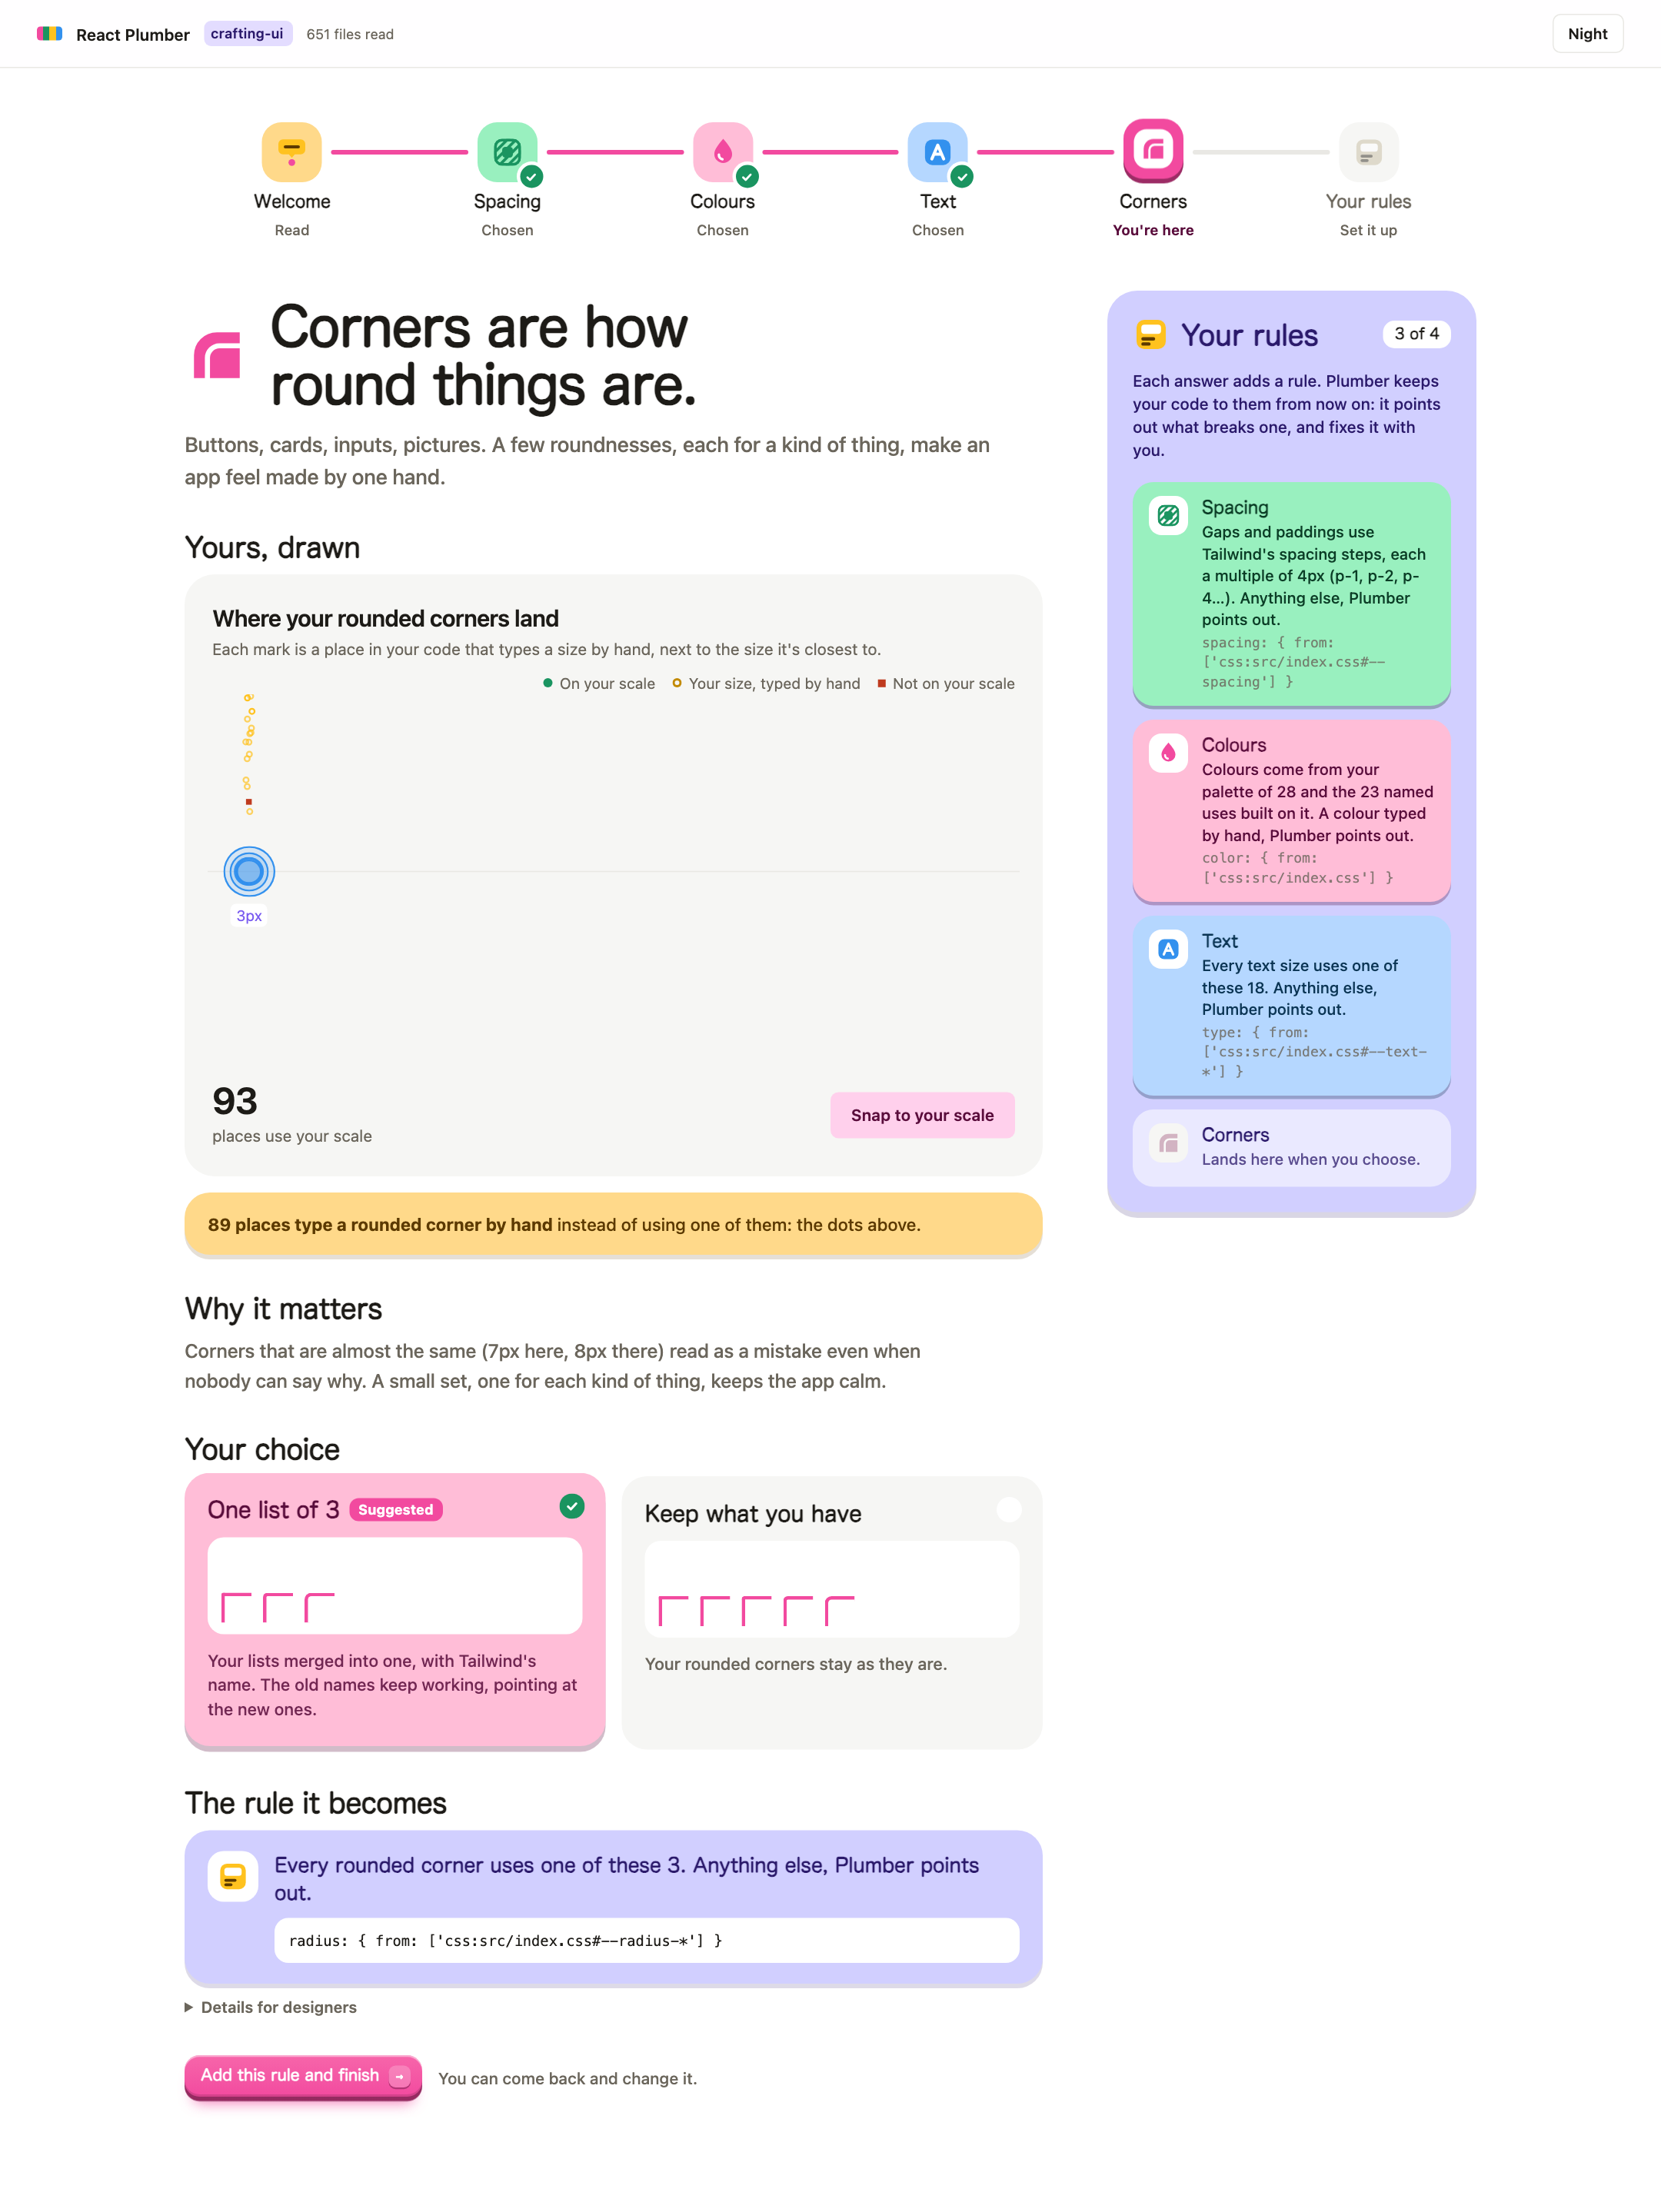 React Plumber
crafting-ui
651 files read
Night
Welcome
Read
Spacing
Chosen
Colours
Chosen
Text
Chosen
Corners
You're here
Your rules
Set it up
Corners are how
round things are.
Buttons, cards, inputs, pictures. A few roundnesses, each for a kind of thing, make an
app feel made by one hand.
Yours, drawn
Where your rounded corners land
Each mark is a place in your code that types a size by hand, next to the size it's closest to.
On your scale
Your size, typed by hand
Not on your scale
3px
93
places use your scale
Snap to your scale
89 places type a rounded corner by hand instead of using one of them: the dots above.
Why it matters
Corners that are almost the same (7px here, 8px there) read as a mistake even when
nobody can say why. A small set, one for each kind of thing, keeps the app calm.
Your choice
One list of 3
Suggested
Your lists merged into one, with Tailwind's
name. The old names keep working, pointing at
the new ones.
Keep what you have
Your rounded corners stay as they are.
The rule it becomes
Every rounded corner uses one of these 3. Anything else, Plumber points
out.
radius: { from: ['css:src/index.css#--radius-*'] }
Details for designers
Add this rule and finish →
You can come back and change it.
Your rules
3 of 4
Each answer adds a rule. Plumber keeps
your code to them from now on: it points
out what breaks one, and fixes it with
you.
Spacing
Gaps and paddings use
Tailwind's spacing steps, each
a multiple of 4px (p-1, p-2, p-
4...). Anything else, Plumber
points out.
spacing: { from:
['css:src/index.css#--
spacing'] }
Colours
Colours come from your
palette of 28 and the 23 named
uses built on it. A colour typed
by hand, Plumber points out.
color: { from:
['css:src/index.css'] }
Text
Every text size uses one of
these 18. Anything else,
Plumber points out.
type: { from:
['css:src/index.css#--text-
*'] }
Corners
Lands here when you choose.